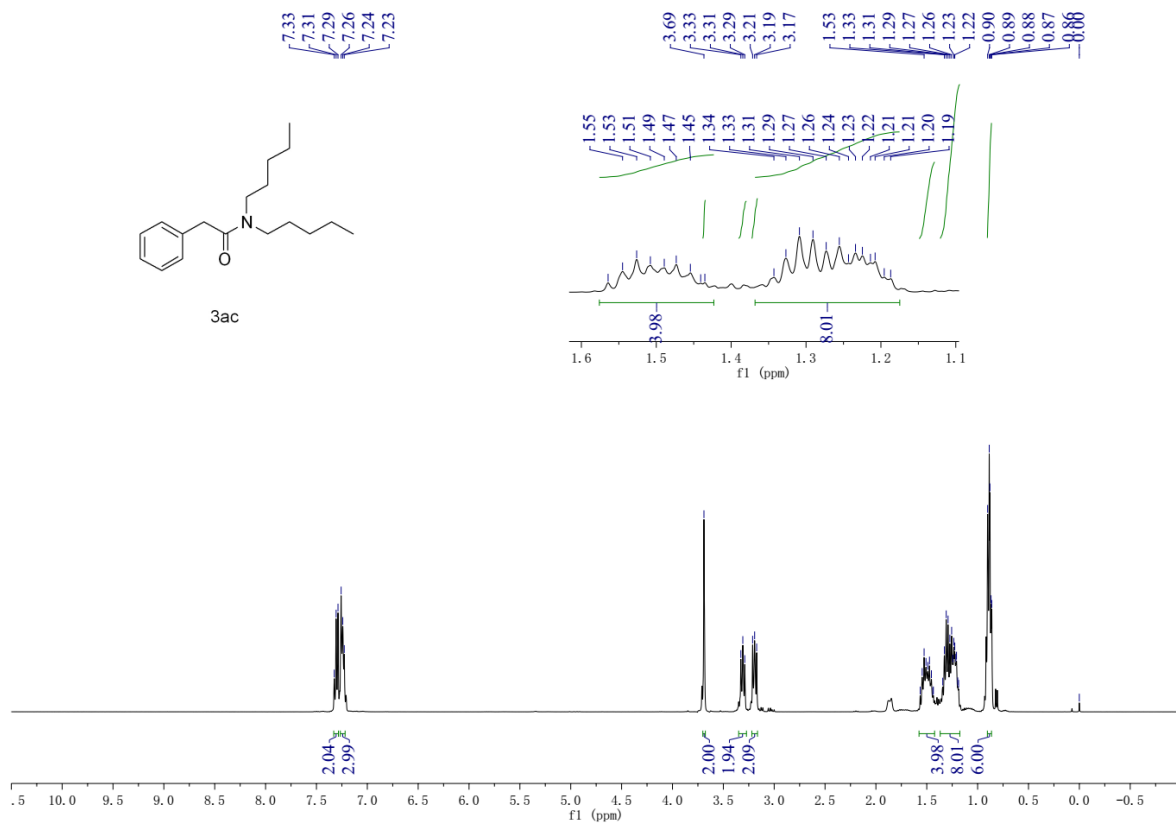 7.33 7.31 7.29 7.26 7.24 7.23 3.69 3.33 3.31 3.29 3.21 3.19 3.17 1.53 1.33 1.31 1.29 1.27 1.26 1.23 1.22 0.90 0.89 0.88 0.87 0.86 0.00
1.55 1.53 1.51 1.49 1.47 1.45 1.34 1.33 1.31 1.29 1.27 1.26 1.24 1.23 1.22 1.21 1.21 1.20 1.19
N
O
3ac
3.98 8.01
1.6 1.5 1.4 1.3 1.2 1.1
f1 (ppm)
2.04 2.99 2.00 1.94 2.09 3.98 8.01 6.00
.5 10.0 9.5 9.0 8.5 8.0 7.5 7.0 6.5 6.0 5.5 5.0 4.5 4.0 3.5 3.0 2.5 2.0 1.5 1.0 0.5 0.0 -0.5
f1 (ppm)